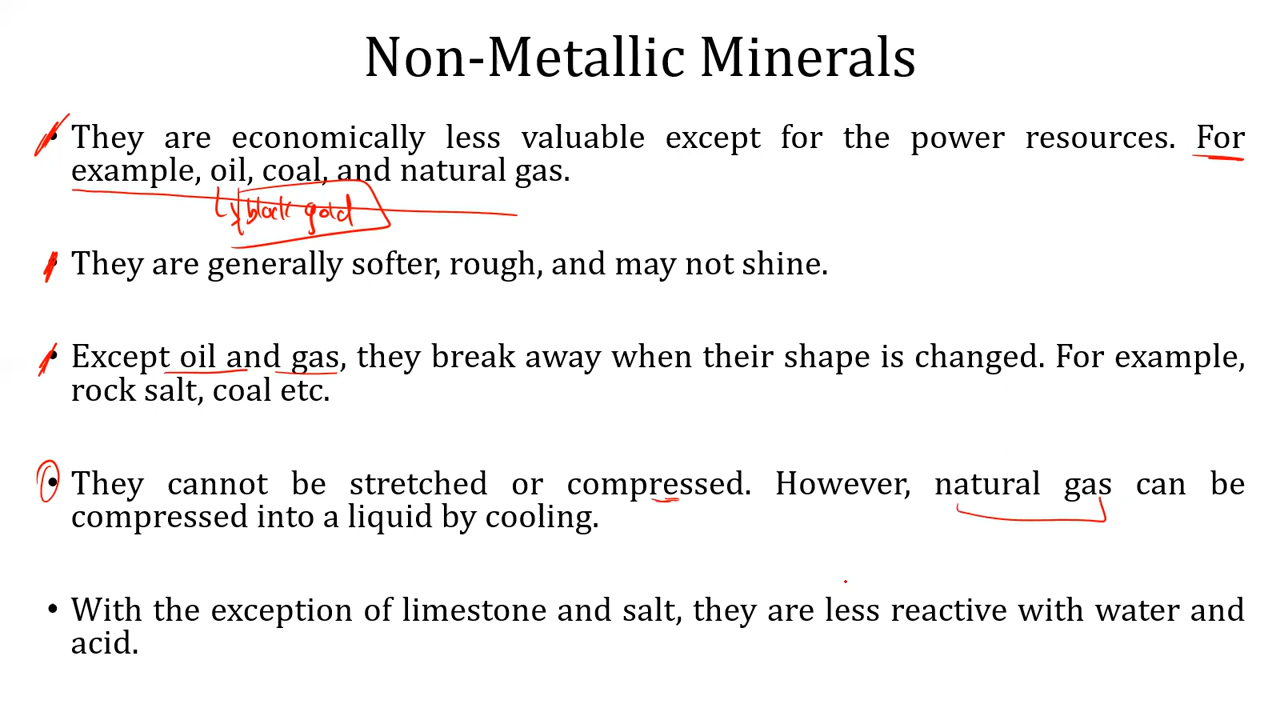 Non-Metallic Minerals
• They are economically less valuable except for the power resources. For
example, oil, coal, and natural gas.
black gold
• They are generally softer, rough, and may not shine.
• Except oil and gas, they break away when their shape is changed. For example,
rock salt, coal etc.
• They cannot be stretched or compressed. However, natural gas can be
compressed into a liquid by cooling.
• With the exception of limestone and salt, they are less reactive with water and
acid.